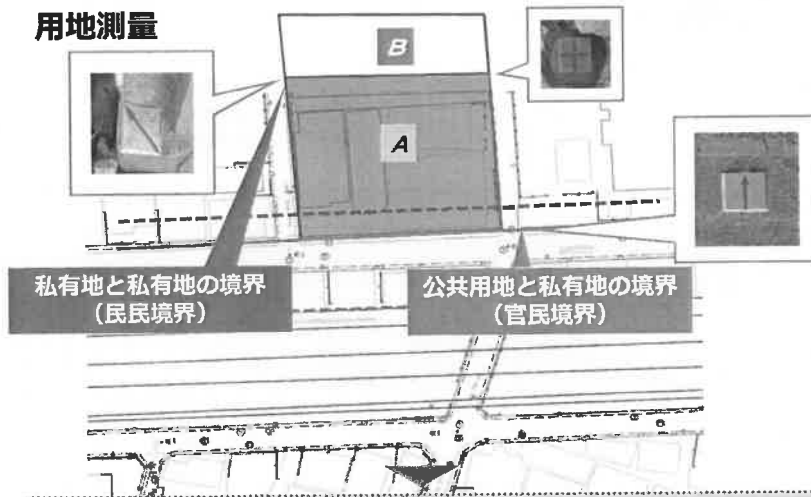 用地測量
B
A
私有地と私有地の境界
（民民境界）
公共用地と私有地の境界
（官民境界）